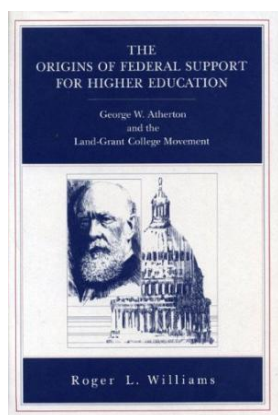 THE
ORIGINS OF FEDERAL SUPPORT
FOR HIGHER EDUCATION
George W. Atherton
and the
Land-Grant College Movement
Roger L. Williams